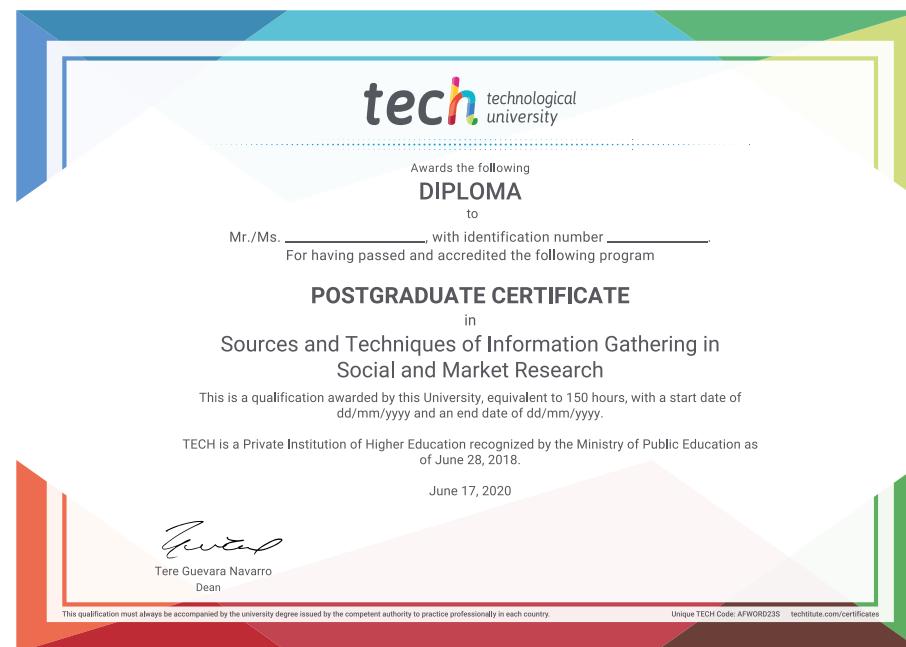 tech technological
university
Awards the following
DIPLOMA
to
Mr./Ms. ________________, with identification number ____________.
For having passed and accredited the following program
POSTGRADUATE CERTIFICATE
in
Sources and Techniques of Information Gathering in
Social and Market Research
This is a qualification awarded by this University, equivalent to 150 hours, with a start date of
dd/mm/yyyy and an end date of dd/mm/yyyy.
TECH is a Private Institution of Higher Education recognized by the Ministry of Public Education as
of June 28, 2018.
June 17, 2020
Tere Guevara Navarro
Dean
This qualification must always be accompanied by the university degree issued by the competent authority to practice professionally in each country. Unique TECH Code: AFWORD23S techtitute.com/certificates